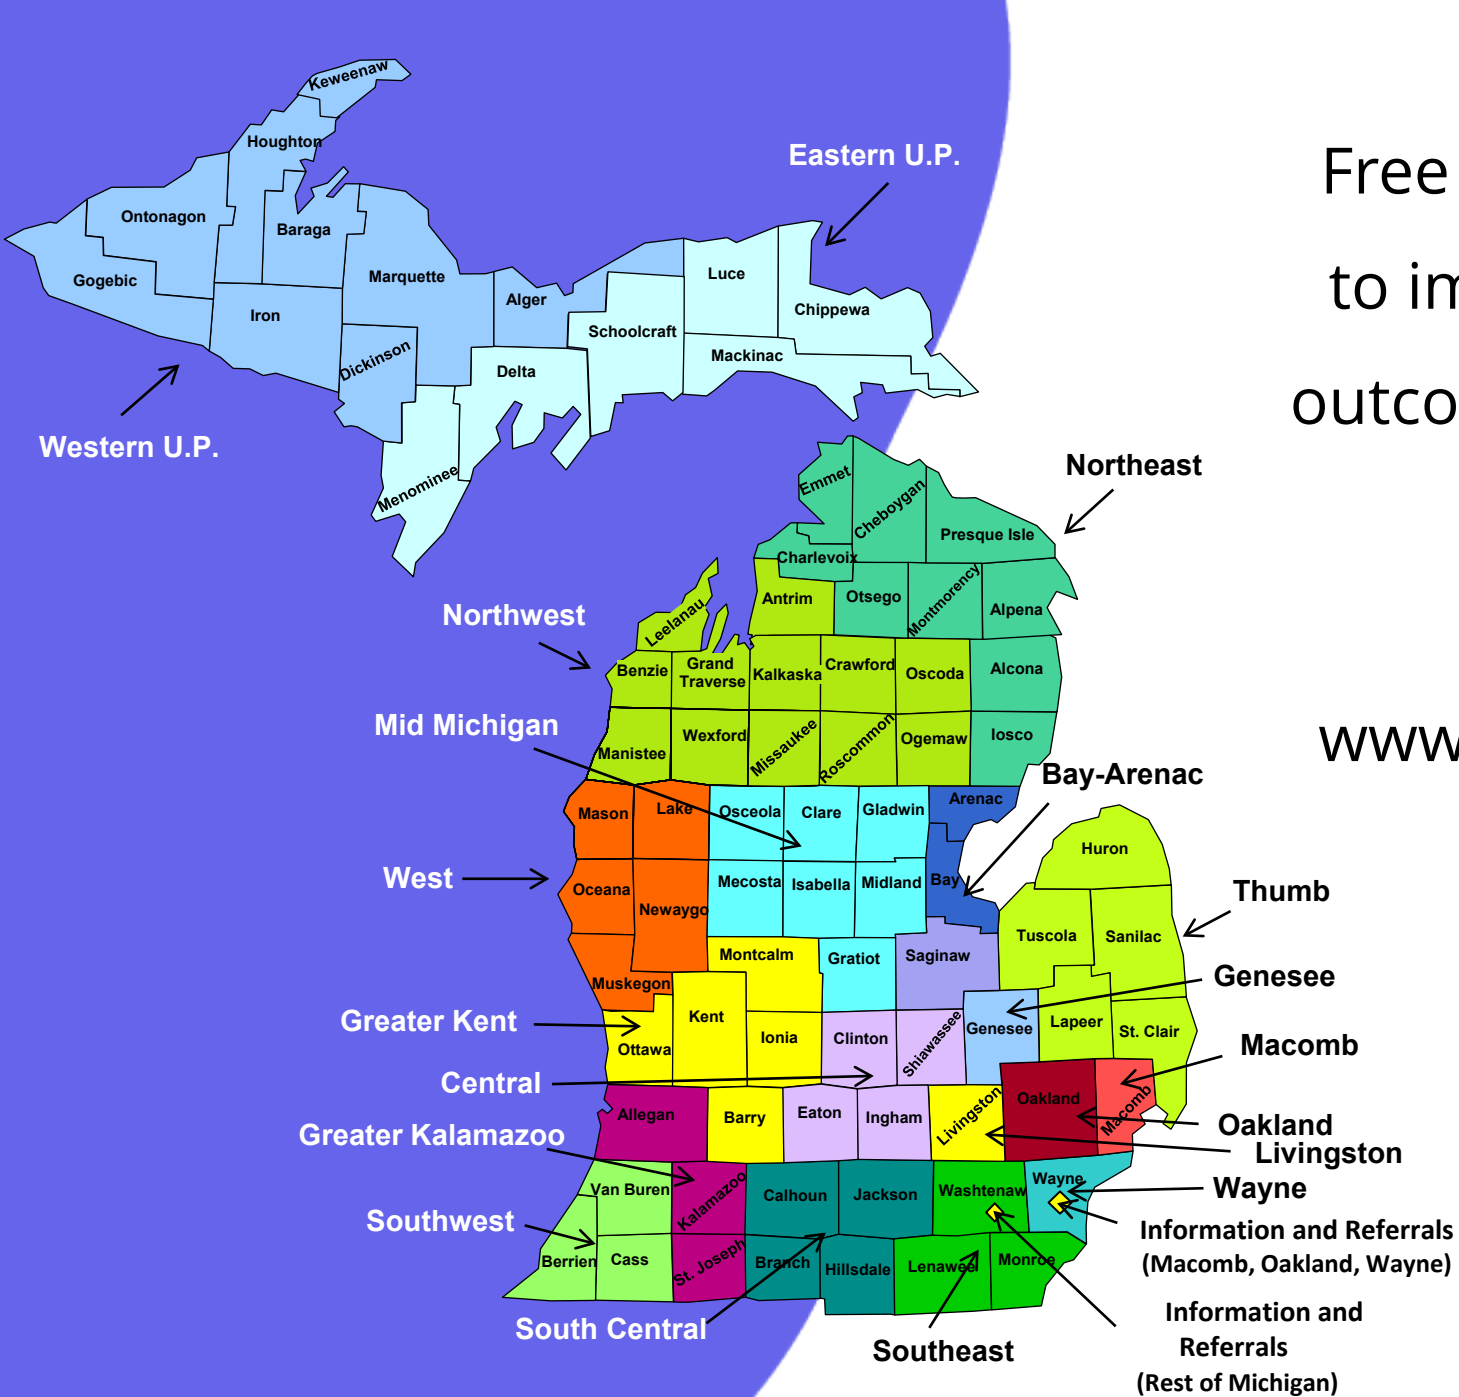 Keweenaw
Houghton
Ontonagon
Baraga
Gogebic
Marquette
Iron
Dickinson
Alger
Luce
Chippewa
Schoolcraft
Mackinac
Delta
Menominee
Eastern U.P.
Western U.P.
Free
to im
outco
www
Northeast
Emmet
Cheboygan
Presque Isle
Charlevoix
Antrim
Otsego
Montmorency
Alpena
Northwest
Leelanau
Benzie
Grand
Traverse
Kalkaska
Crawford
Oscoda
Alcona
Mid Michigan
Manistee
Wexford
Missaukee
Roscommon
Ogemaw
Iosco
Bay-Arenac
Mason
Lake
Osceola
Clare
Gladwin
Arenac
Huron
West
Oceana
Newaygo
Mecosta
Isabella
Midland
Bay
Thumb
Tuscola
Sanilac
Muskegon
Montcalm
Gratiot
Saginaw
Genesee
Greater Kent
Ottawa
Kent
Ionia
Clinton
Shiawassee
Genesee
Lapeer
St. Clair
Macomb
Central
Allegan
Barry
Eaton
Ingham
Livingston
Oakland
Macomb
Oakland
Livingston
Greater Kalamazoo
Van Buren
Kalamazoo
Calhoun
Jackson
Washtenaw
Wayne
Wayne
Southwest
Berrien
Cass
St. Joseph
Branch
Hillsdale
Lenawee
Monroe
Information and Referrals
(Macomb, Oakland, Wayne)
South Central
Southeast
Information and
Referrals
(Rest of Michigan)